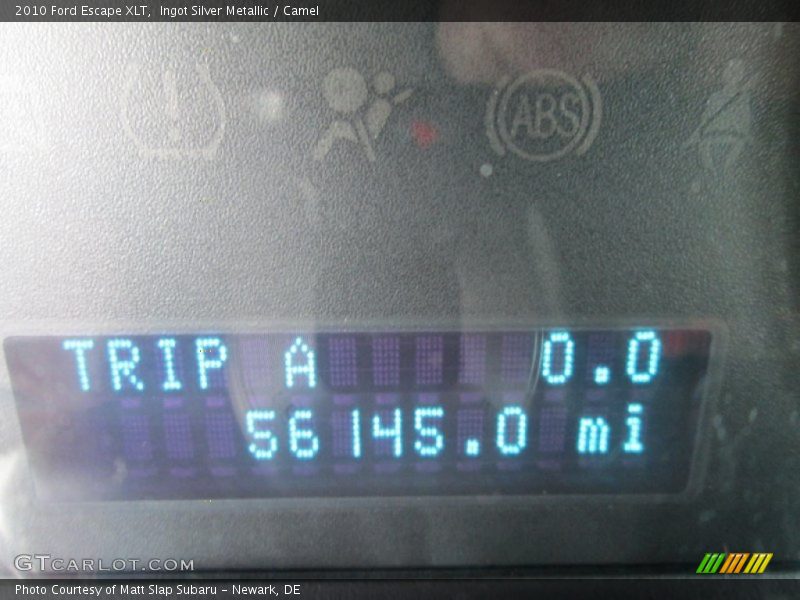 2010 Ford Escape XLT, Ingot Silver Metallic / Camel
ABS
TRIP A 0.0
56145.0 mi
GTCARLOT.COM
Photo Courtesy of Matt Slap Subaru - Newark, DE